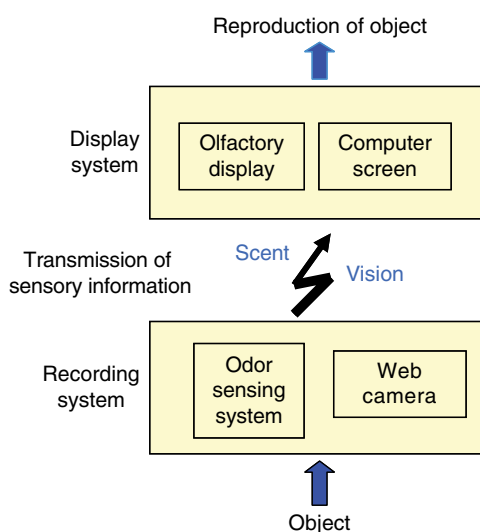 Reproduction of object
Display
system
Olfactory
display
Computer
screen
Transmission of
sensory information
Scent
Vision
Recording
system
Odor
sensing
system
Web
camera
Object